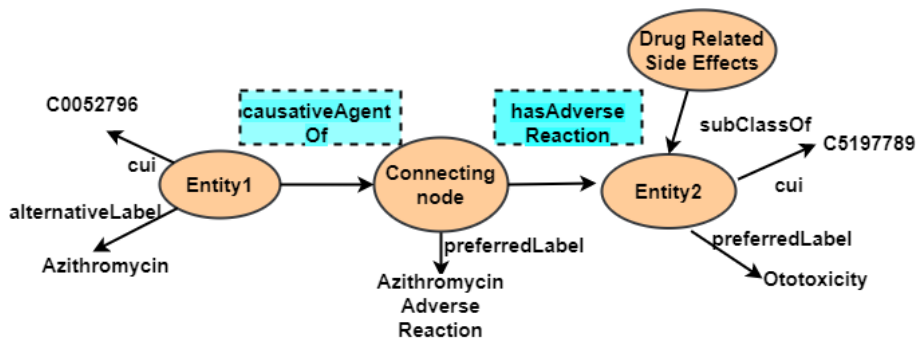 Drug Related
Side Effects
C0052796
causativeAgent
Of
hasAdverse
Reaction
subClassOf
C5197789
cui
Entity1
Connecting
node
Entity2
cui
alternativeLabel
preferredLabel
preferredLabel
Azithromycin
Azithromycin
Adverse
Reaction
Ototoxicity